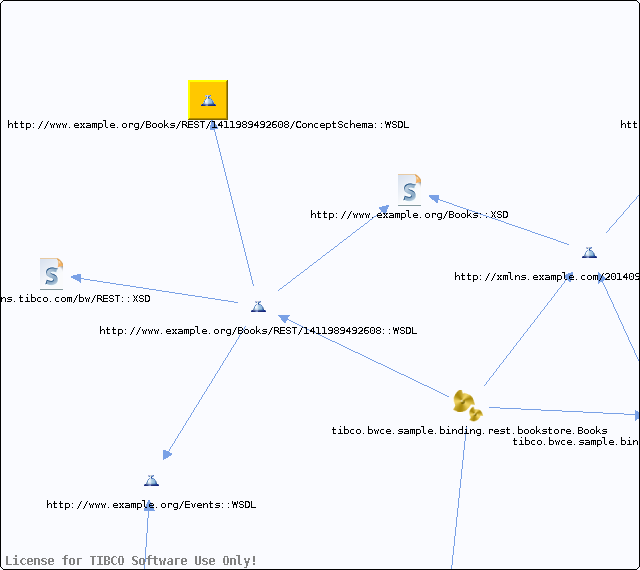 http://www.example.org/Books/REST/1411989492608/ConceptSchema::WSDL
htt
http://www.example.org/Books::XSD
http://xmlns.example.com/201409
ns.tibco.com/bw/REST::XSD
http://www.example.org/Books/REST/1411989492608::WSDL
tibco.bwce.sample.binding.rest.bookstore.Books
tibco.bwce.sample.bin
http://www.example.org/Events::WSDL
License for TIBCO Software Use Only!